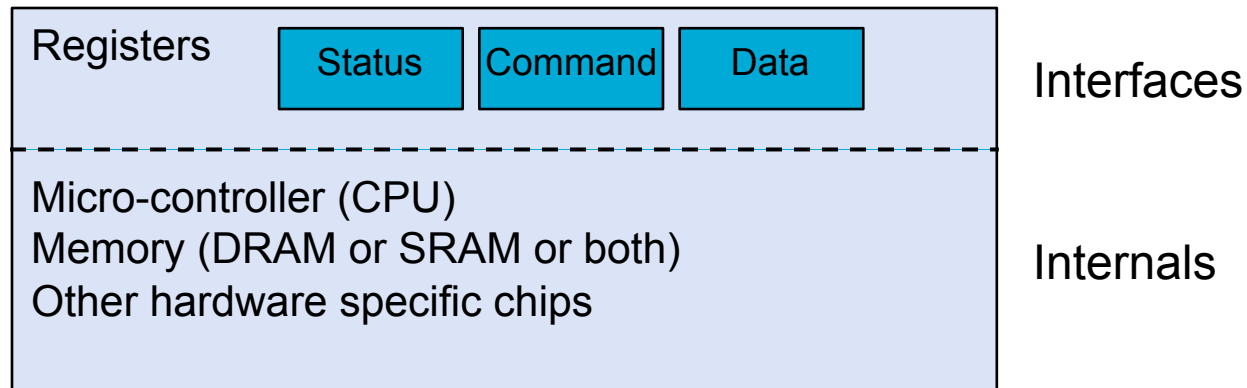 Registers
Status
Command
Data
Interfaces
Micro-controller (CPU)
Memory (DRAM or SRAM or both)
Other hardware specific chips
Internals